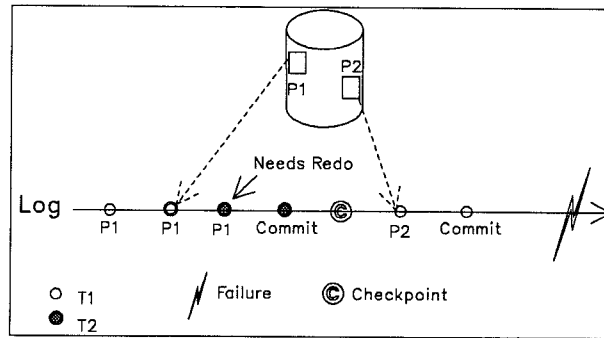 P2
P1
Needs Redo
Log
P1 P1 P1 Commit C P2 Commit
T1 Failure C Checkpoint
T2